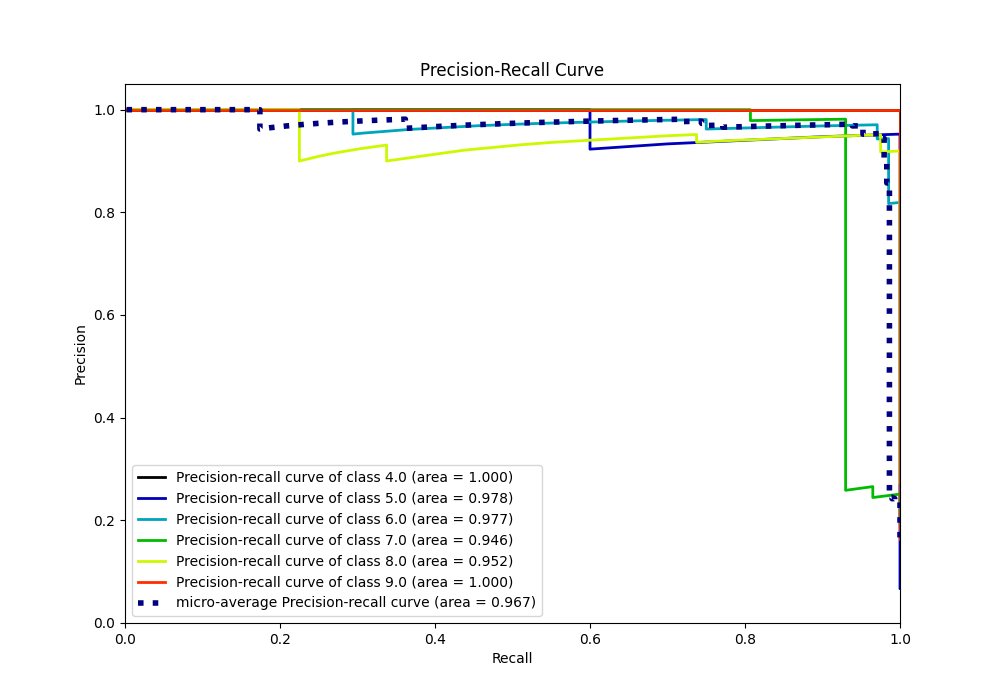 Precision-Recall Curve
1.0
0.8
0.6
0.4
0.2
0.0
Precision
Precision-recall curve of class 4.0 (area = 1.000)
Precision-recall curve of class 5.0 (area = 0.978)
Precision-recall curve of class 6.0 (area = 0.977)
Precision-recall curve of class 7.0 (area = 0.946)
Precision-recall curve of class 8.0 (area = 0.952)
Precision-recall curve of class 9.0 (area = 1.000)
micro-average Precision-recall curve (area = 0.967)
0.0 0.2 0.4 0.6 0.8 1.0
Recall